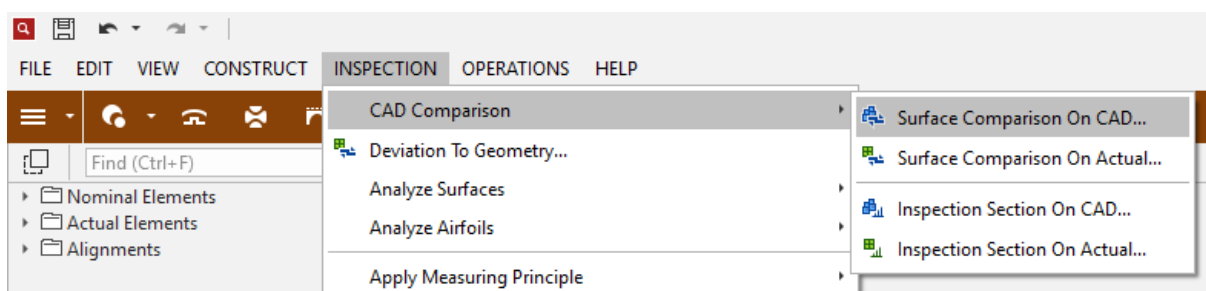 FILE EDIT VIEW CONSTRUCT INSPECTION OPERATIONS HELP
CAD Comparison
Surface Comparison On CAD...
Find (Ctrl+F)
Deviation To Geometry...
Surface Comparison On Actual...
Nominal Elements
Analyze Surfaces
Inspection Section On CAD...
Actual Elements
Analyze Airfoils
Inspection Section On Actual...
Alignments
Apply Measuring Principle